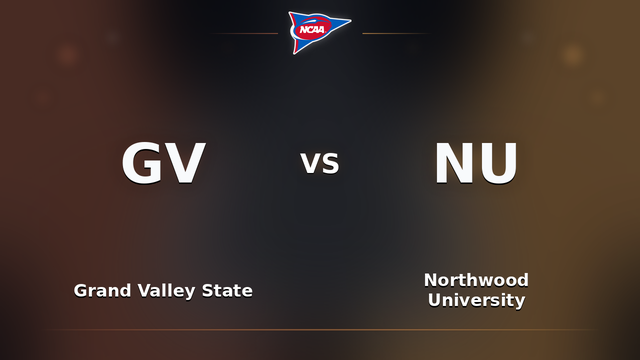 NCAA
GV
VS
NU
Grand Valley State
Northwood
University